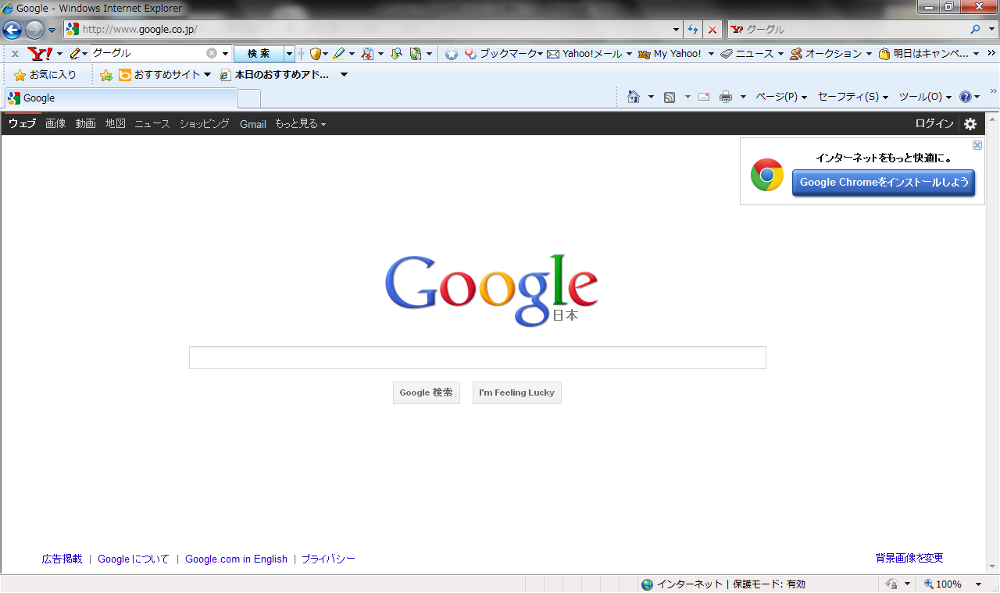 Google - Windows Internet Explorer
http://www.google.co.jp/
グーグル
Y! グーグル 検索 ブックマーク Yahoo!メール My Yahoo! ニュース オークション 明日はキャンペ...
お気に入り おすすめサイト 本日のおすすめアド...
Google ページ(P) セーフティ(S) ツール(O)
ウェブ 画像 動画 地図 ニュース ショッピング Gmail もっと見る ログイン
インターネットをもっと快適に。
Google Chromeをインストールしよう
Google
日本
Google 検索 I'm Feeling Lucky
広告掲載 | Google について | Google.com in English | プライバシー 背景画像を変更
インターネット | 保護モード: 有効 100%